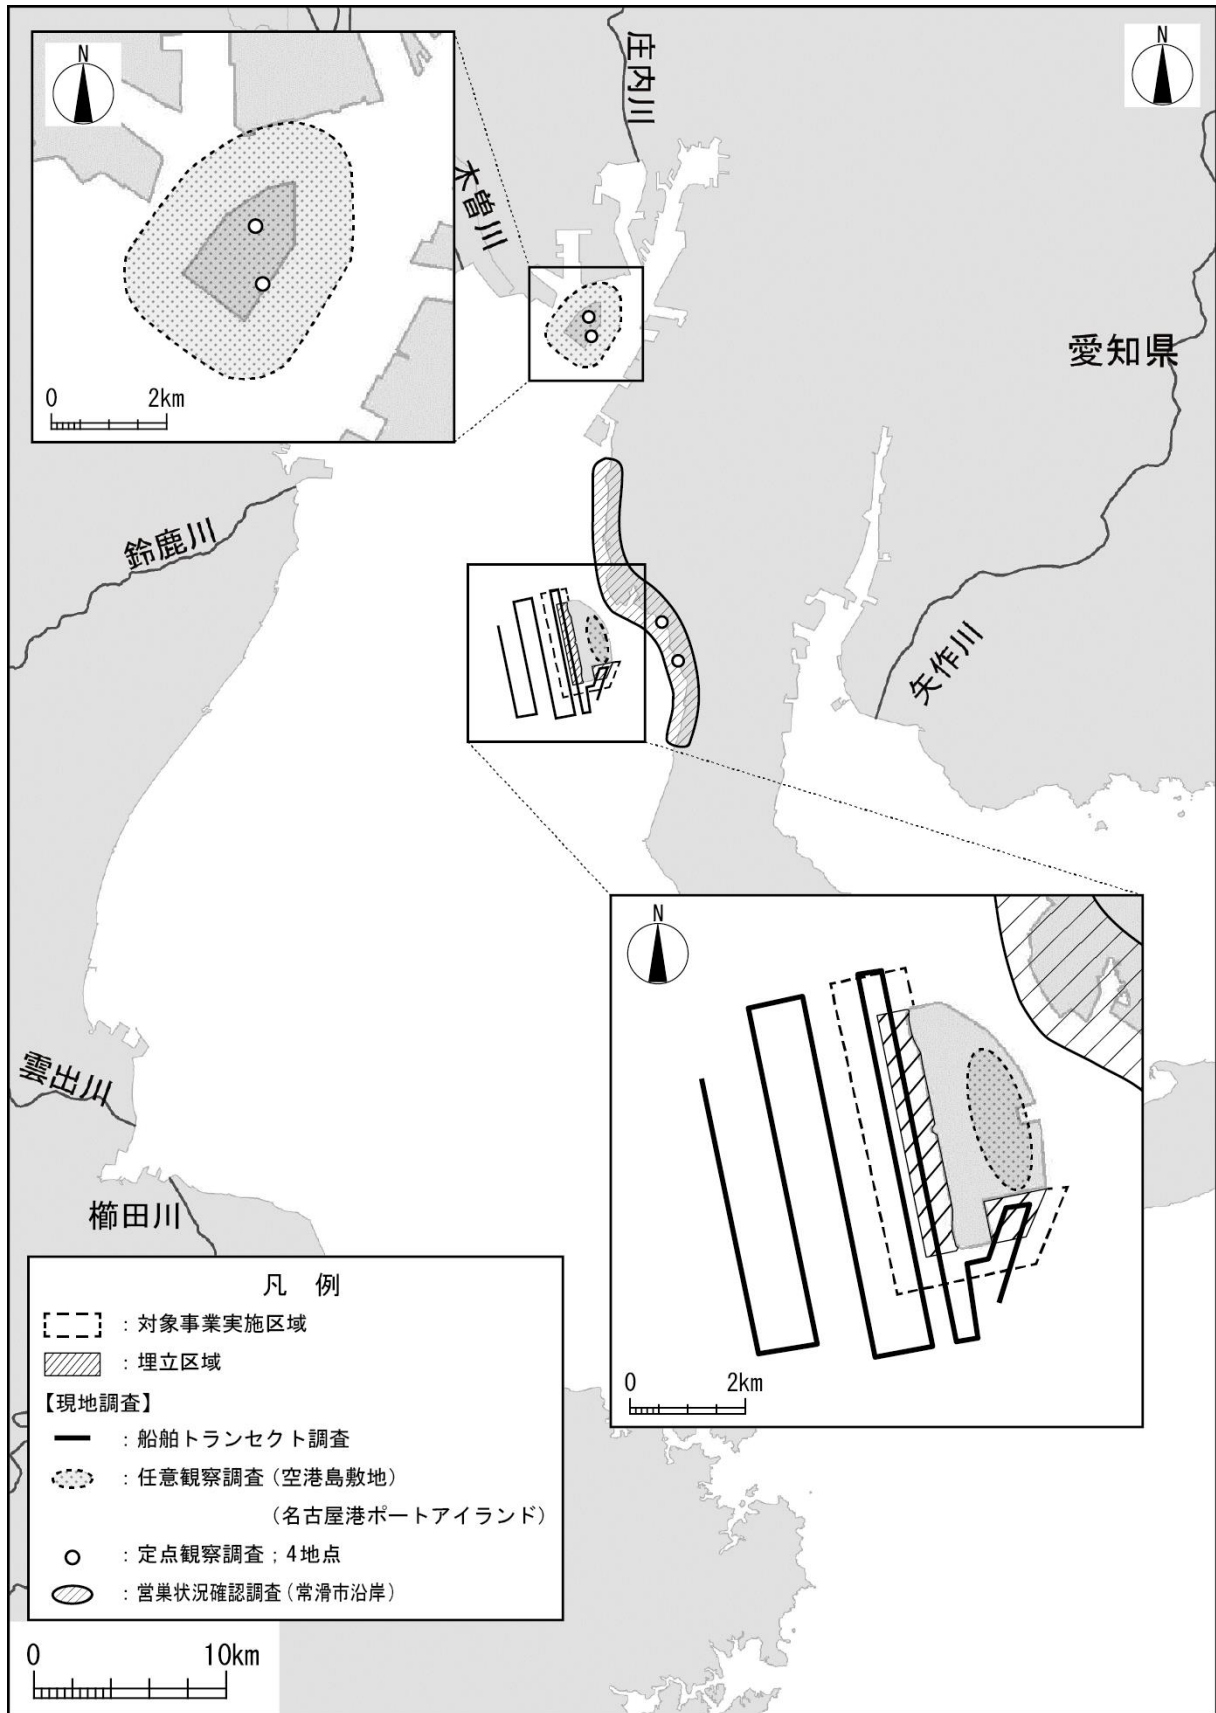 N
0 2km
庄内川
木曽川
N
愛知県
鈴鹿川
矢作川
雲出川
櫛田川
N
0 2km
凡 例
：対象事業実施区域
：埋立区域
【現地調査】
：船舶トランセクト調査
：任意観察調査（空港島敷地）
（名古屋港ポートアイランド）
：定点観察調査；4地点
：営巣状況確認調査（常滑市沿岸）
0 10km